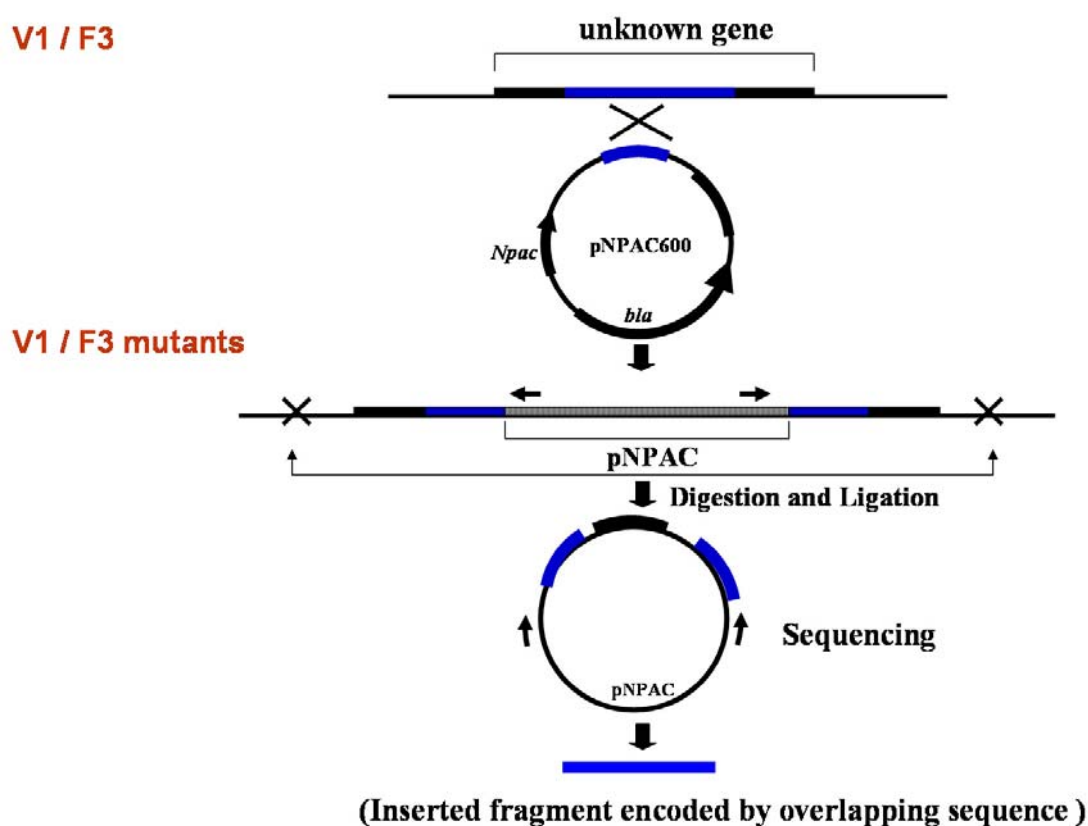 V1 / F3
unknown gene
Npac
pNPAC600
bla
V1 / F3 mutants
pNPAC
Digestion and Ligation
Sequencing
pNPAC
(Inserted fragment encoded by overlapping sequence )